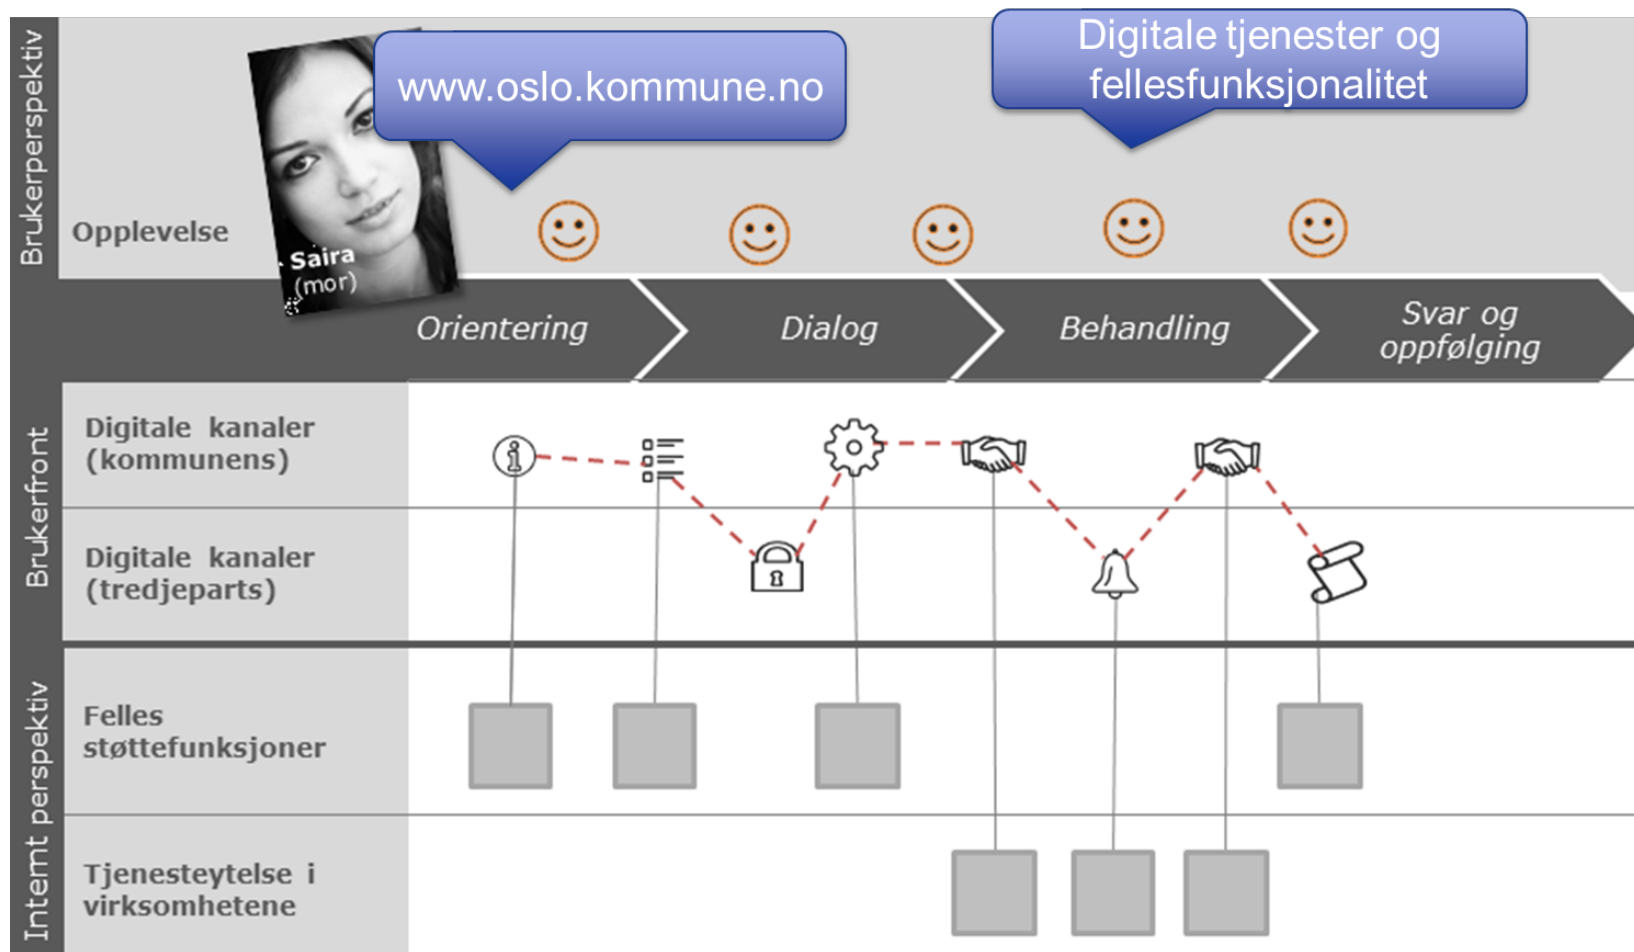 www.oslo.kommune.no
Digitale tjenester og
fellesfunksjonalitet
Brukerperspektiv
Opplevelse
Saira
(mor)
Orientering
Dialog
Behandling
Svar og
oppfølging
Brukerfront
Digitale kanaler
(kommunens)
Digitale kanaler
(tredjeparts)
Internt perspektiv
Felles
støttefunksjoner
Tjenesteytelse i
virksomhetene